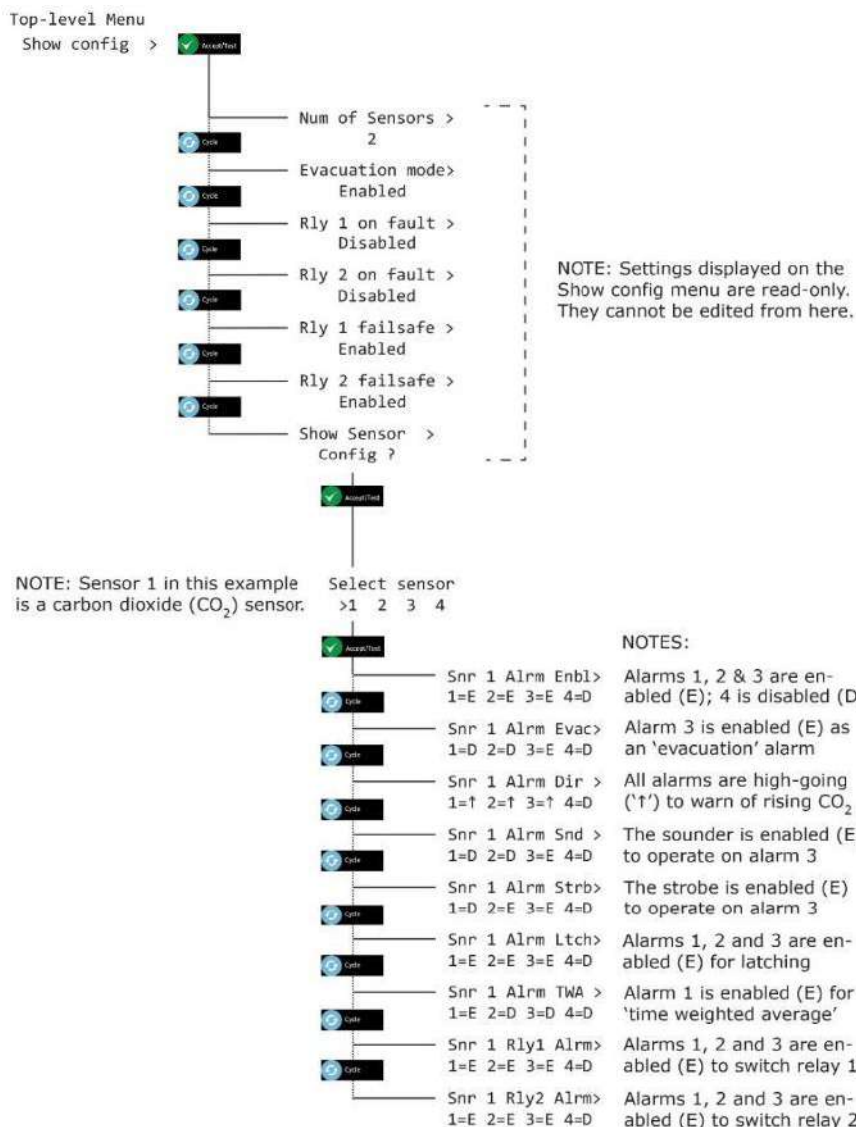 Top-level Menu
Show config >
Accept/Test
Num of Sensors >
2
Cycle
Evacuation mode>
Enabled
Cycle
Rly 1 on fault >
Disabled
Cycle
Rly 2 on fault >
Disabled
Cycle
Rly 1 failsafe >
Enabled
Cycle
Rly 2 failsafe >
Enabled
Cycle
Show Sensor >
Config ?
NOTE: Settings displayed on the
Show config menu are read-only.
They cannot be edited from here.
Accept/Test
NOTE: Sensor 1 in this example
is a carbon dioxide (CO₂) sensor.
Select sensor
>1 2 3 4
Accept/Test
NOTES:
Snr 1 Alrm Enbl>
1=E 2=E 3=E 4=D
Alarms 1, 2 & 3 are en-
abled (E); 4 is disabled (D
Cycle
Snr 1 Alrm Evac>
1=D 2=D 3=E 4=D
Alarm 3 is enabled (E) as
an ‘evacuation’ alarm
Cycle
Snr 1 Alrm Dir >
1=↑ 2=↑ 3=↑ 4=D
All alarms are high-going
(‘↑’) to warn of rising CO₂
Cycle
Snr 1 Alrm Snd >
1=D 2=D 3=E 4=D
The sounder is enabled (E
to operate on alarm 3
Cycle
Snr 1 Alrm Strb>
1=D 2=E 3=E 4=D
The strobe is enabled (E)
to operate on alarm 3
Cycle
Snr 1 Alrm Ltch>
1=E 2=E 3=E 4=D
Alarms 1, 2 and 3 are en-
abled (E) for latching
Cycle
Snr 1 Alrm TWA >
1=E 2=D 3=D 4=D
Alarm 1 is enabled (E) for
‘time weighted average’
Cycle
Snr 1 Rly1 Alrm>
1=E 2=E 3=E 4=D
Alarms 1, 2 and 3 are en-
abled (E) to switch relay 1
Cycle
Snr 1 Rly2 Alrm>
1=E 2=E 3=E 4=D
Alarms 1, 2 and 3 are en-
abled (E) to switch relay 2